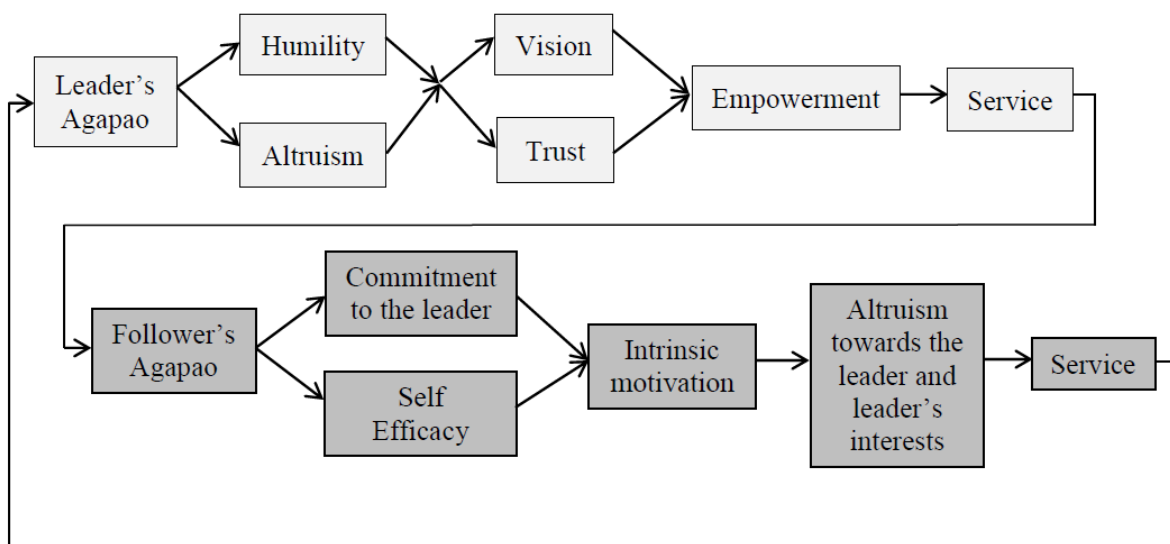 Leader’s
Agapao
Humility
Altruism
Vision
Trust
Empowerment
Service
Follower’s
Agapao
Commitment
to the leader
Self
Efficacy
Intrinsic
motivation
Altruism
towards the
leader and
leader’s
interests
Service